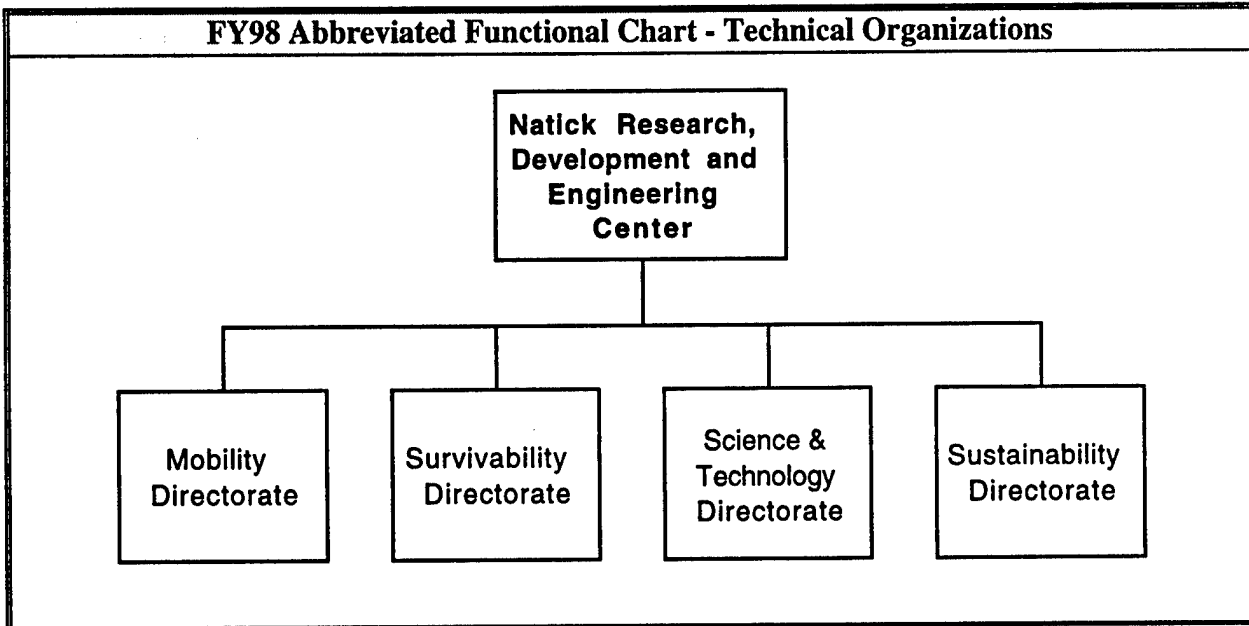 FY98 Abbreviated Functional Chart - Technical Organizations
Natick Research,
Development and
Engineering
Center
Mobility
Directorate
Survivability
Directorate
Science &
Technology
Directorate
Sustainability
Directorate